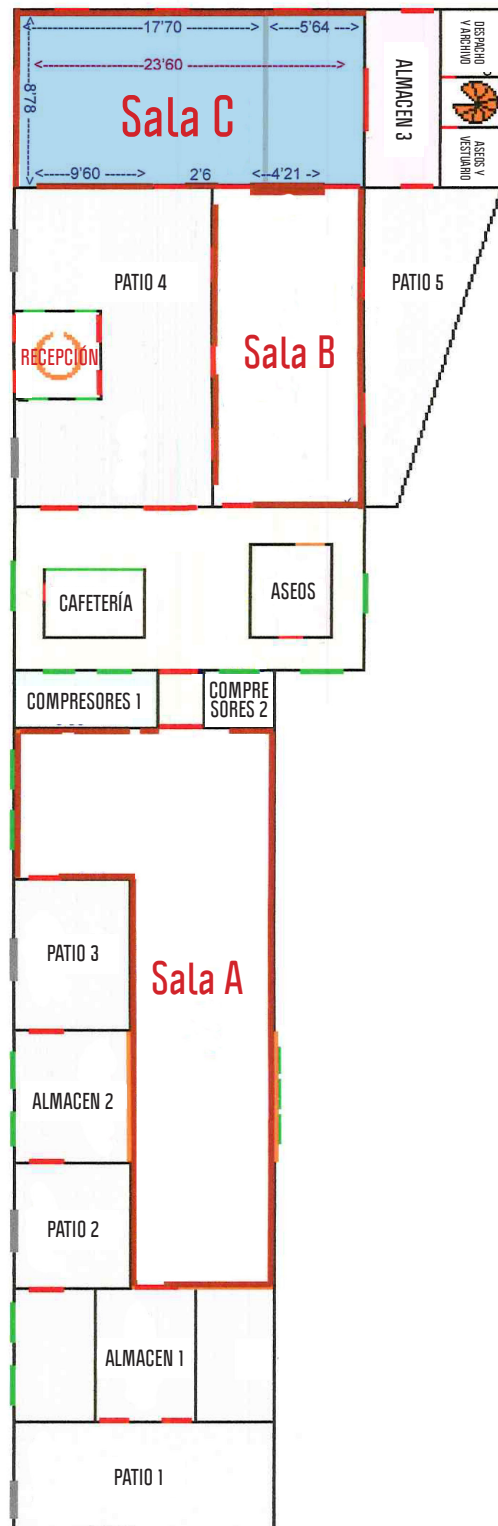 <--------------17'70 ------------->
<---5'64 --->
<----------------23'60----------------->
<-----8'78----->
Sala C
<------9'60 ------>
2'6
<--4'21 ->
ALMACEN 3
DESPACHO
Y ARCHIVO
ASEOS Y
VESTUARIO
PATIO 4
PATIO 5
RECEPCIÓN
Sala B
CAFETERÍA
ASEOS
COMPRESORES 1
COMPRE
SORES 2
PATIO 3
Sala A
ALMACEN 2
PATIO 2
ALMACEN 1
PATIO 1